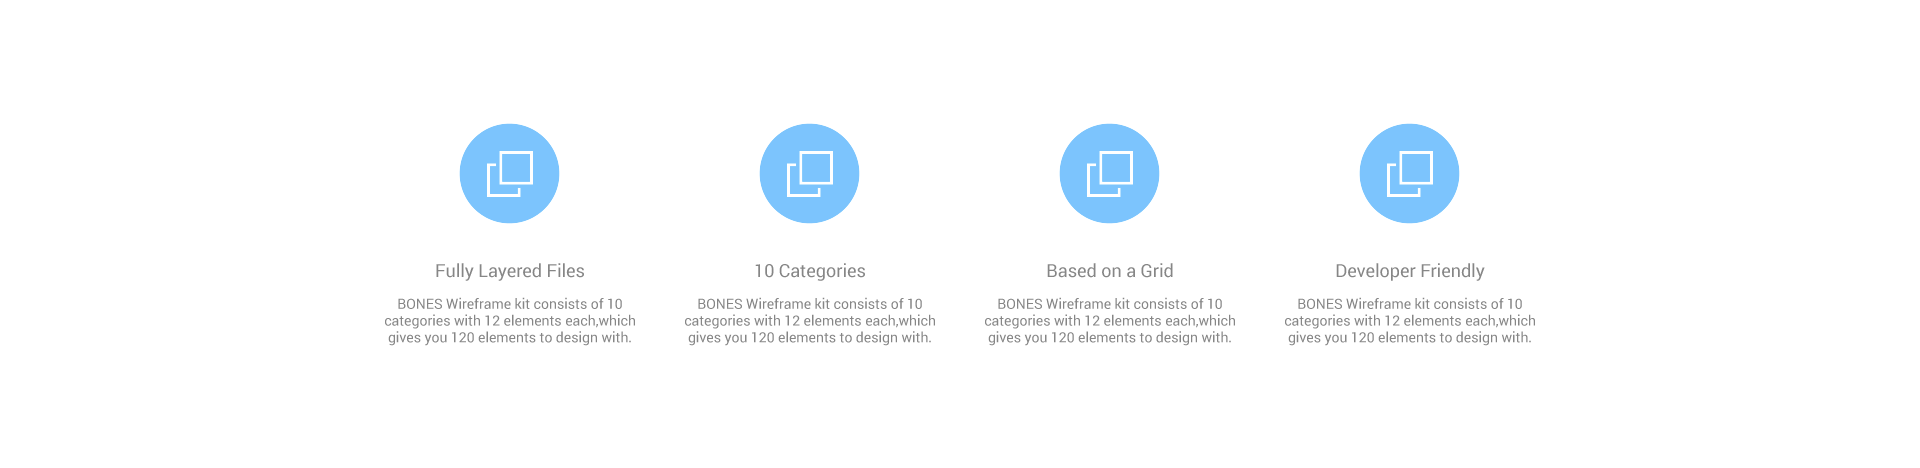 Fully Layered Files
BONES Wireframe kit consists of 10
categories with 12 elements each,which
gives you 120 elements to design with.
10 Categories
BONES Wireframe kit consists of 10
categories with 12 elements each,which
gives you 120 elements to design with.
Based on a Grid
BONES Wireframe kit consists of 10
categories with 12 elements each,which
gives you 120 elements to design with.
Developer Friendly
BONES Wireframe kit consists of 10
categories with 12 elements each,which
gives you 120 elements to design with.